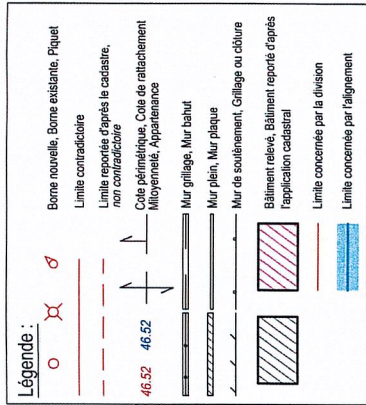 Légende :
Borne nouvelle, Borne existante, Piquet
Limite contradictoire
Limite reportée d'après le cadastre,
non contradictoire
46.52 46.52
Cote périmétrique, Cote de rattachement
Mitoyenneté, Appartenance
Mur grillage, Mur bahut
Mur plein, Mur plaque
Mur de soutènement, Grillage ou clôture
Bâtiment relevé, Bâtiment reporté d'après
l'application cadastral
Limite concernée par la division
Limite concernée par l'alignement